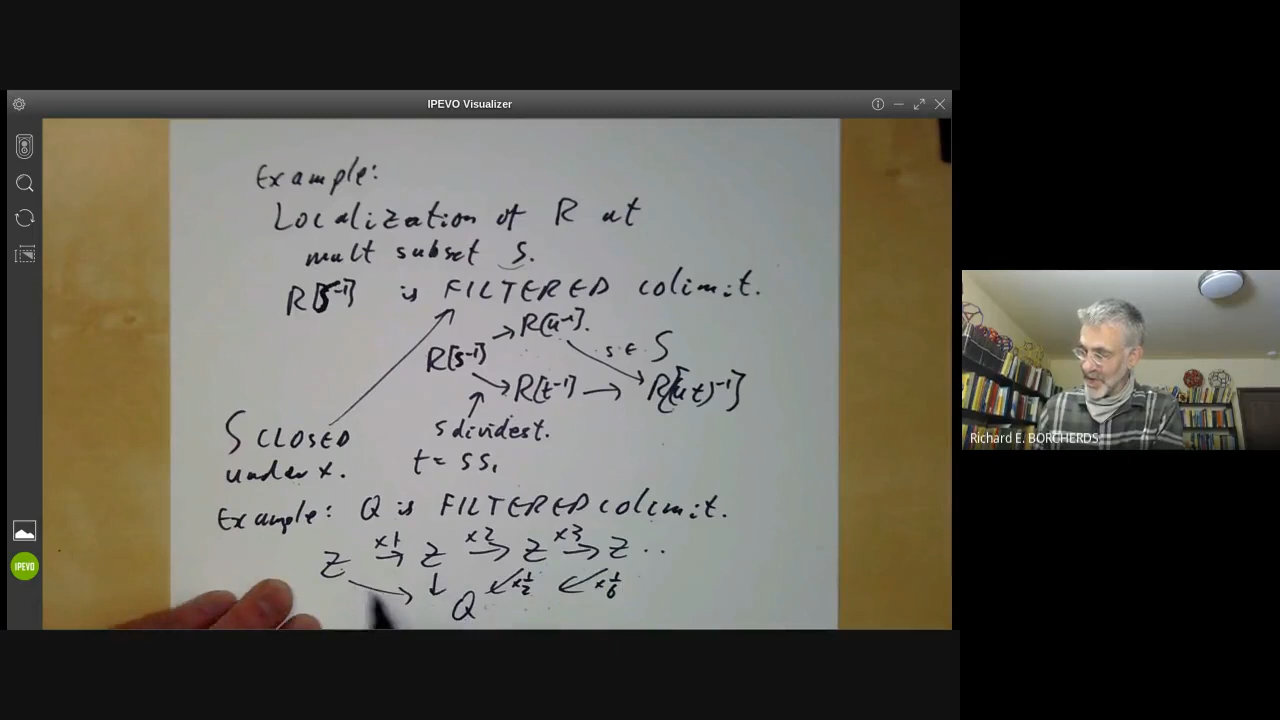 IPEVO Visualizer
Example:
Localization of R at
mult subset S.
R[S⁻¹] is FILTERED colimit.
R[s⁻¹] → R[u⁻¹].
s ∈ S
→ R[t⁻¹] → R[(ut)⁻¹]
S CLOSED
under ×.
s divides t.
t = s s₁
Example: Q is FILTERED colimit.
×1 ×2 ×3
Z → Z → Z → Z ..
×1/2 ×1/6
Q
Richard E. BORCHERDS
IPEVO